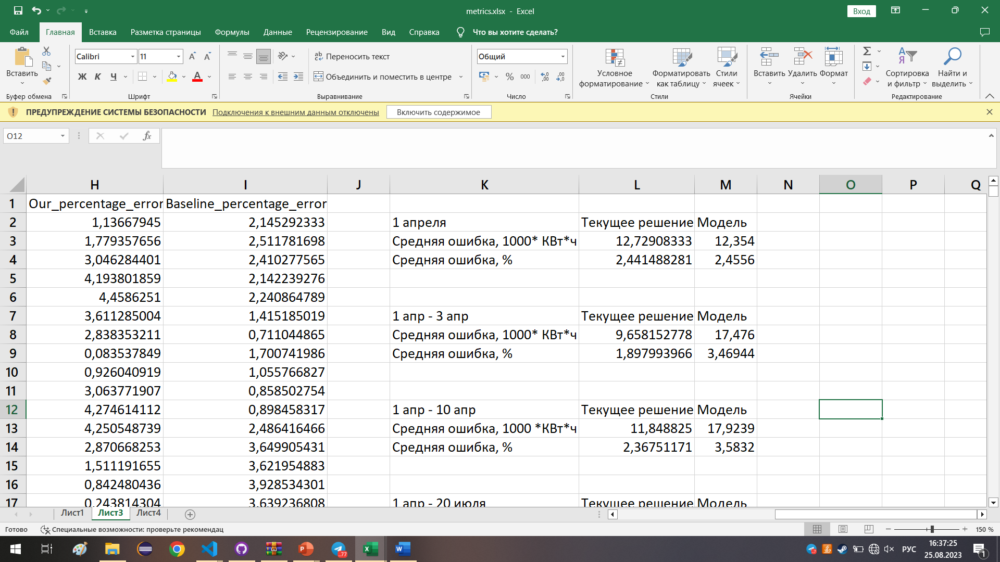 metrics.xlsx - Excel
Вход
Файл Главная Вставка Разметка страницы Формулы Данные Рецензирование Вид Справка Что вы хотите сделать?
Вставить
Буфер обмена
Calibri 11
Ж К Ч
Шрифт
Переносить текст
Объединить и поместить в центре
Выравнивание
Общий
% 000
Число
Условное форматирование
Форматировать как таблицу
Стили ячеек
Стили
Вставить Удалить Формат
Ячейки
Сортировка и фильтр
Найти и выделить
Редактирование
ПРЕДУПРЕЖДЕНИЕ СИСТЕМЫ БЕЗОПАСНОСТИ Подключения к внешним данным отключены Включить содержимое
O12 fx
H I J K L M N O P Q
1 Our_percentage_error Baseline_percentage_error
2 1,13667945 2,145292333 1 апреля Текущее решение Модель
3 1,779357656 2,511781698 Средняя ошибка, 1000* КВт*ч 12,72908333 12,354
4 3,046284401 2,410277565 Средняя ошибка, % 2,441488281 2,4556
5 4,193801859 2,142239276
6 4,4586251 2,240864789
7 3,611285004 1,415185019 1 апр - 3 апр Текущее решение Модель
8 2,838353211 0,711044865 Средняя ошибка, 1000* КВт*ч 9,658152778 17,476
9 0,083537849 1,700741986 Средняя ошибка, % 1,897993966 3,46944
10 0,926040919 1,055766827
11 3,063771907 0,858502754
12 4,274614112 0,898458317 1 апр - 10 апр Текущее решение Модель
13 4,250548739 2,486416466 Средняя ошибка, 1000 *КВт*ч 11,848825 17,9239
14 2,870668253 3,649905431 Средняя ошибка, % 2,36751171 3,5832
15 1,511191655 3,621954883
16 0,842480436 3,928534301
17 0,243814304 3,639236808 1 апр - 20 июля Текущее решение Модель
Лист1 Лист3 Лист4
Готово Специальные возможности: проверьте рекомендац
150 %
77
РУС
16:37:25
25.08.2023
1